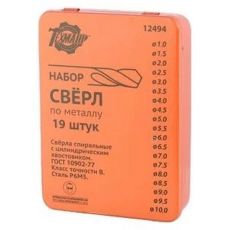 Техмаш
12494
НАБОР
СВЁРЛ
по металлу
19 штук
Свёрла спиральные
с цилиндрическим
хвостовиком.
ГОСТ 10902-77
Класс точности В.
Сталь Р6М5.
ø1.0
ø1.5
ø2.0
ø2.5
ø3.0
ø3.5
ø4.0
ø4.5
ø5.0
ø5.5
ø6.0
ø6.5
ø7.0
ø7.5
ø8.0
ø8.5
ø9.0
ø9.5
ø10.0